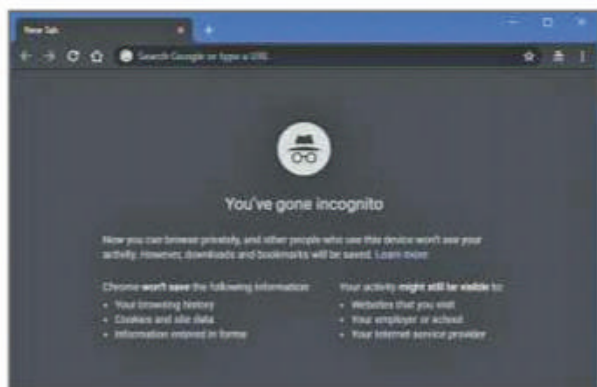 New Tab
Search Google or type a URL
You've gone incognito
Now you can browse privately, and other people who use this device won't see your
activity. However, downloads and bookmarks will be saved. Learn more
Chrome won't save the following information:
• Your browsing history
• Cookies and site data
• Information entered in forms
Your activity might still be visible to:
• Websites that you visit
• Your employer or school
• Your internet service provider